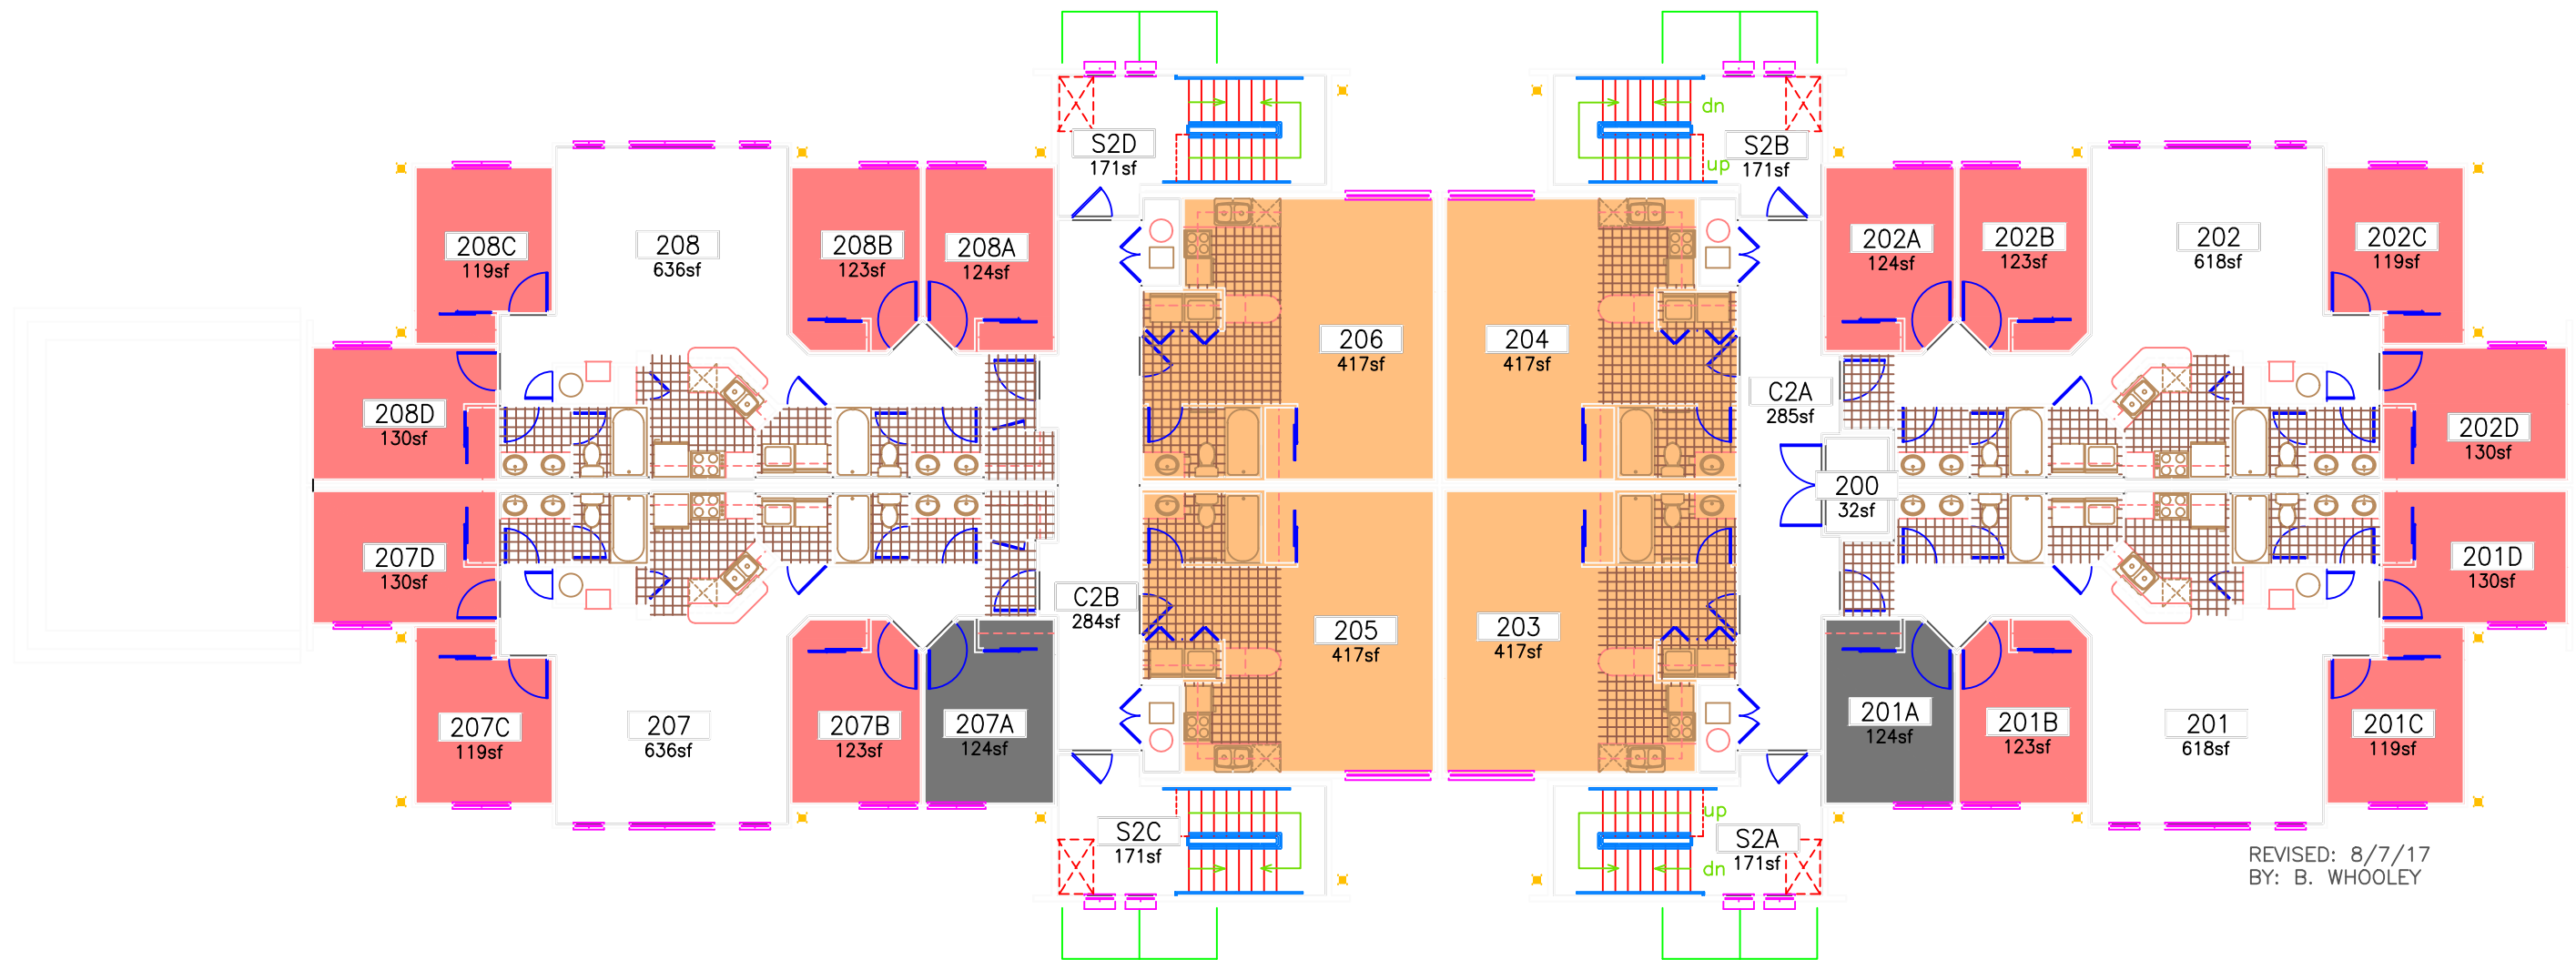 S2D
171sf
dn
S2B
171sf
up
208C
119sf
208
636sf
208B
123sf
208A
124sf
202A
124sf
202B
123sf
202
618sf
202C
119sf
206
417sf
204
417sf
208D
130sf
C2A
285sf
202D
130sf
200
32sf
207D
130sf
C2B
284sf
201D
130sf
205
417sf
203
417sf
207C
119sf
207
636sf
207B
123sf
207A
124sf
201A
124sf
201B
123sf
201
618sf
201C
119sf
S2C
171sf
up
S2A
171sf
dn
REVISED: 8/7/17
BY: B. WHOOLEY